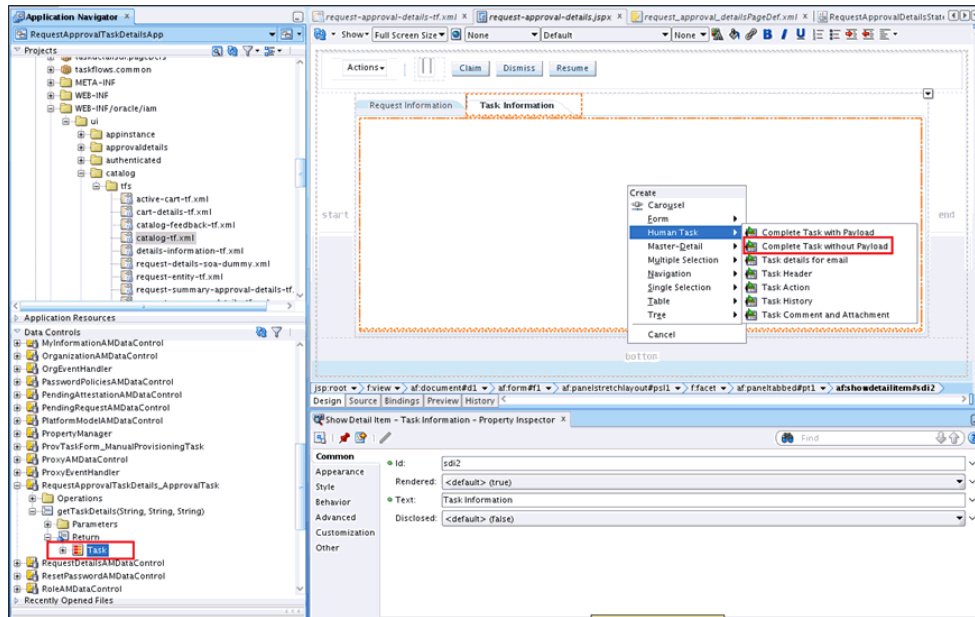 Application Navigator
RequestApprovalTaskDetailsApp
Projects
taskflows.common
META-INF
WEB-INF
WEB-INF/oracle/iam
ui
appinstance
approvaldetails
authenticated
catalog
tfs
active-cart-tf.xml
cart-details-tf.xml
catalog-feedback-tf.xml
catalog-tf.xml
details-information-tf.xml
request-details-soa-dummy.xml
request-entity-tf.xml
request-summary-approval-details-tf.
Application Resources
Data Controls
MyInformationAMDataControl
OrganizationAMDataControl
OrgEventHandler
PasswordPoliciesAMDataControl
PendingAttestationAMDataControl
PendingRequestAMDataControl
PlatformModelAMDataControl
PropertyManager
ProvTaskForm_ManualProvisioningTask
ProxyAMDataControl
ProxyEventHandler
RequestApprovalTaskDetails_ApprovalTask
Operations
getTaskDetails(String, String, String)
Parameters
Return
Task
RequestDetailsAMDataControl
ResetPasswordAMDataControl
RoleAMDataControl
Recently Opened Files
request-approval-details-tf.xml request-approval-details.jspx request_approval_detailsPageDef.xml RequestApprovalDetailsState
Show Full Screen Size None Default None B I U
Actions Claim Dismiss Resume
Request Information Task Information
start
end
Create
Carousel
Form
Human Task
Master-Detail
Multiple Selection
Navigation
Single Selection
Table
Tree
Cancel
Complete Task with Payload
Complete Task without Payload
Task details for email
Task Header
Task Action
Task History
Task Comment and Attachment
botton
jsp:root f:view af:document#d1 af:form#f1 af:panelstretchlayout#psl1 f:facet af:paneltabbed#pt1 af:showdetailitem#sdi2
Design Source Bindings Preview History
Show Detail Item - Task Information - Property Inspector
Find
Common
Appearance
Style
Behavior
Advanced
Customization
Other
Id: sdi2
Rendered: <default> (true)
Text: Task Information
Disclosed: <default> (false)